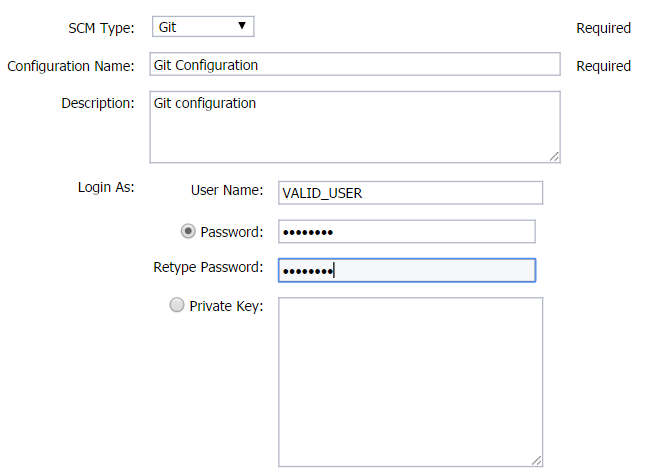 SCM Type: Git Required
Configuration Name: Git Configuration Required
Description: Git configuration
Login As: User Name: VALID_USER
Password: ••••••••
Retype Password: ••••••••
Private Key: